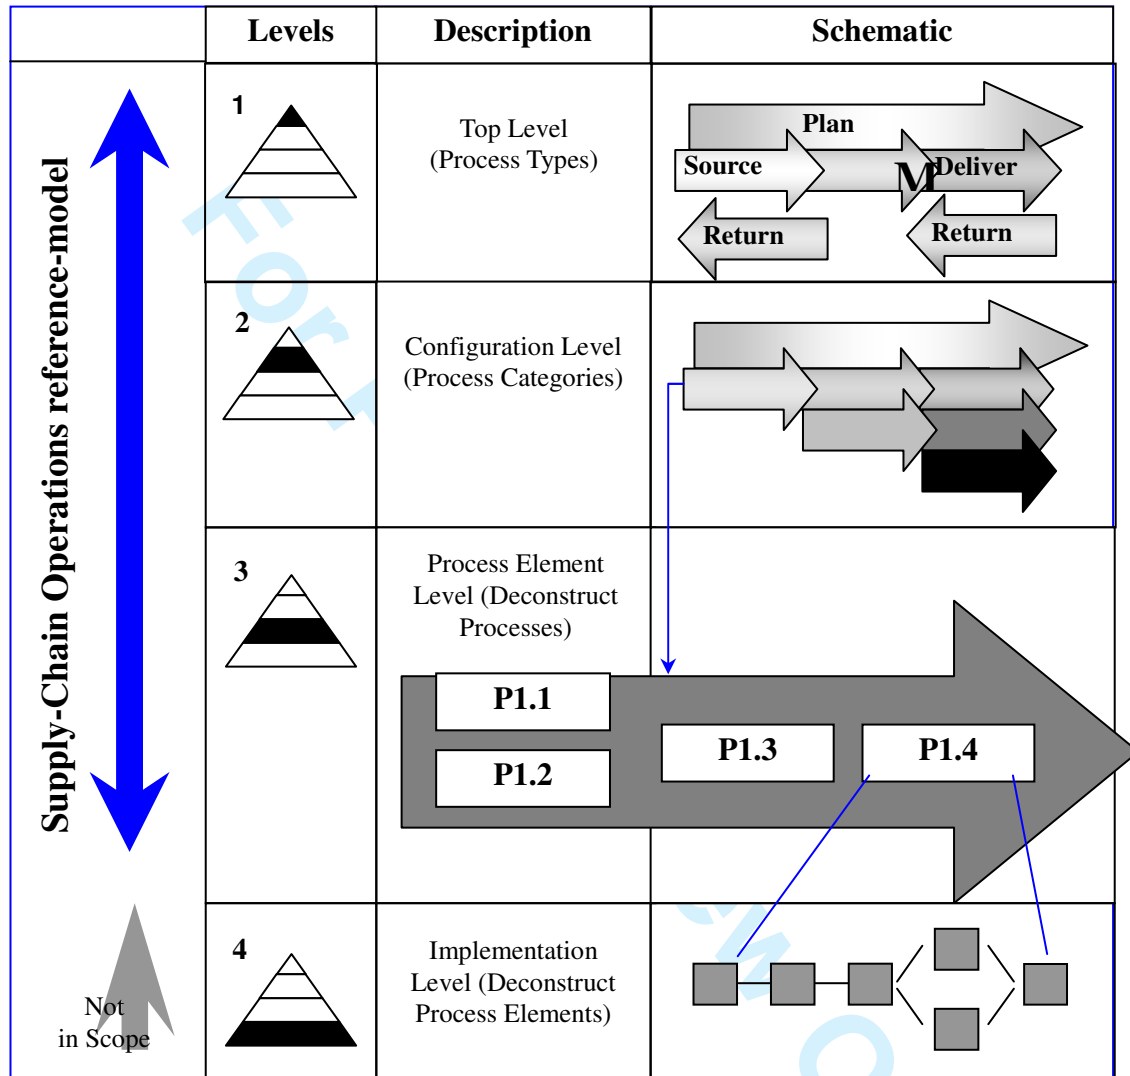 Levels
Description
Schematic
Supply-Chain Operations reference-model
1
Top Level
(Process Types)
Plan
Source
M
Deliver
Return
Return
2
Configuration Level
(Process Categories)
3
Process Element
Level (Deconstruct
Processes)
P1.1
P1.2
P1.3
P1.4
Not
in Scope
4
Implementation
Level (Deconstruct
Process Elements)
For